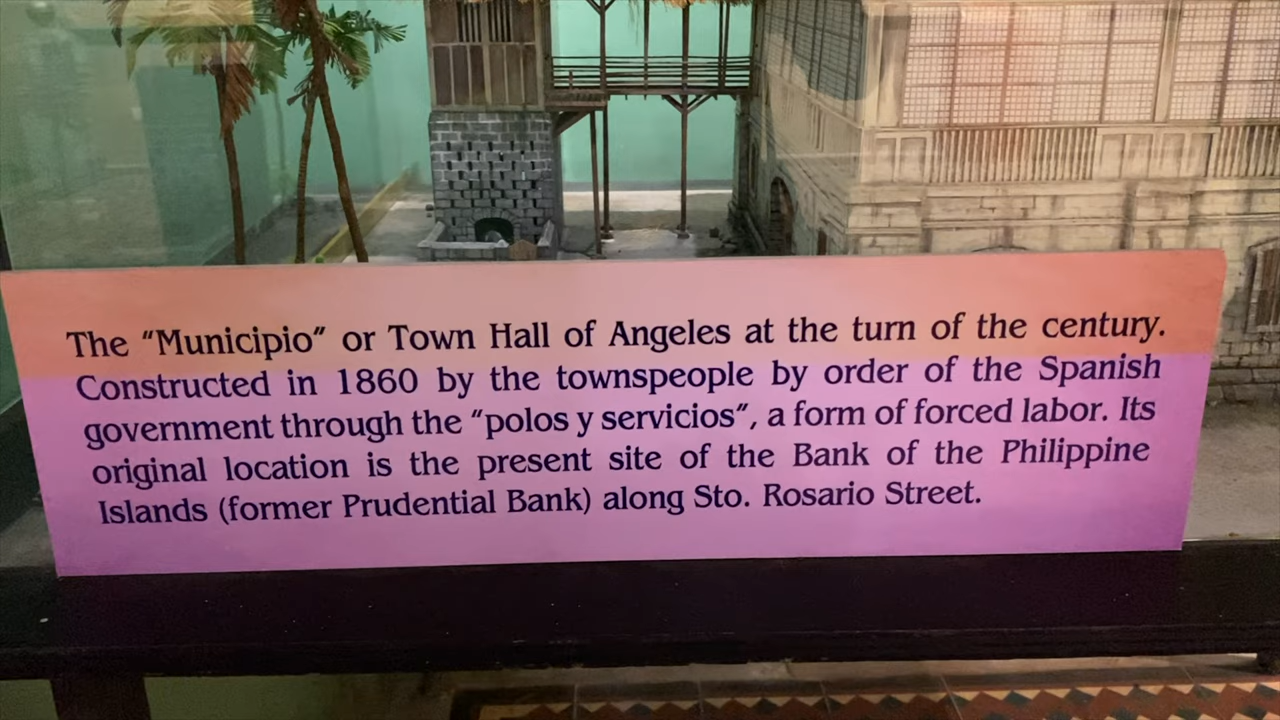 The “Municipio” or Town Hall of Angeles at the turn of the century.
Constructed in 1860 by the townspeople by order of the Spanish
government through the “polos y servicios”, a form of forced labor. Its
original location is the present site of the Bank of the Philippine
Islands (former Prudential Bank) along Sto. Rosario Street.